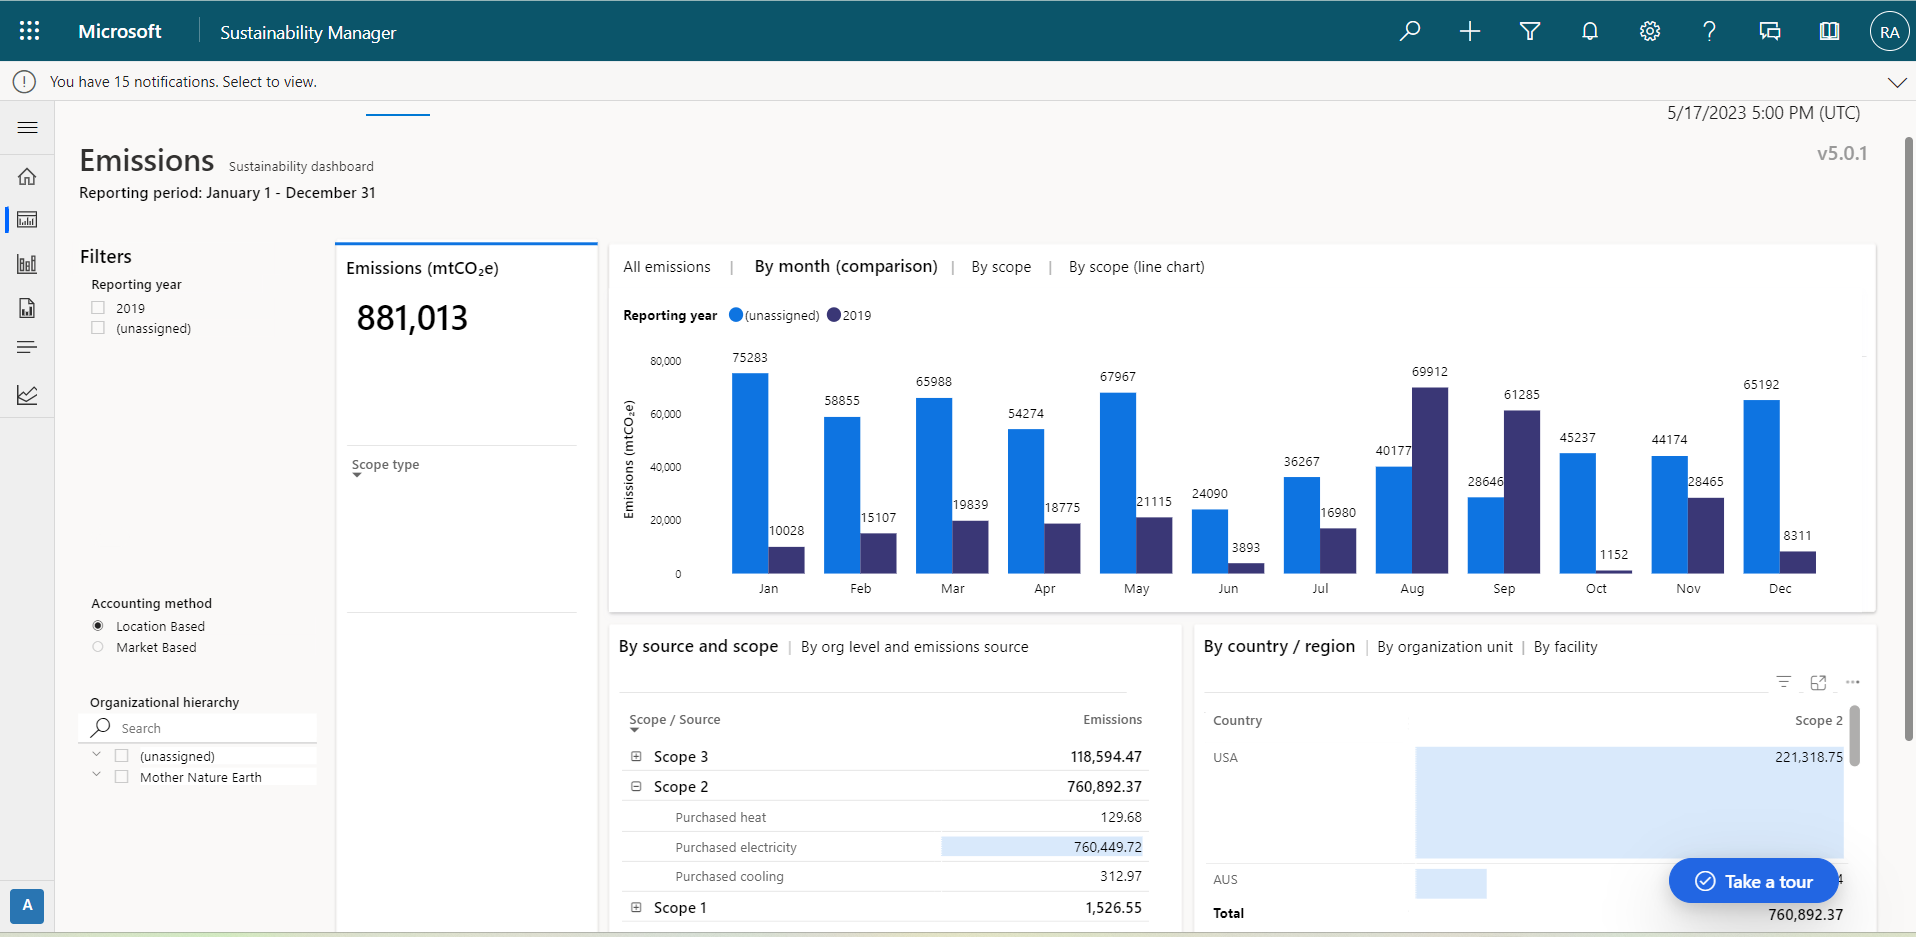 Microsoft
Sustainability Manager
RA
You have 15 notifications. Select to view.
5/17/2023 5:00 PM (UTC)
Emissions Sustainability dashboard
v5.0.1
Reporting period: January 1 - December 31
Filters
Reporting year
2019
(unassigned)
Accounting method
Location Based
Market Based
Organizational hierarchy
Search
(unassigned)
Mother Nature Earth
A
Emissions (mtCO₂e)
881,013
Scope type
All emissions | By month (comparison) | By scope | By scope (line chart)
Reporting year (unassigned) 2019
Emissions (mtCO₂e)
80,000
60,000
40,000
20,000
0
75283
10028
58855
15107
65988
19839
54274
18775
67967
21115
24090
3893
36267
16980
40177
69912
28646
61285
45237
1152
44174
28465
65192
8311
Jan Feb Mar Apr May Jun Jul Aug Sep Oct Nov Dec
By source and scope | By org level and emissions source
Scope / Source Emissions
Scope 3 118,594.47
Scope 2 760,892.37
Purchased heat 129.68
Purchased electricity 760,449.72
Purchased cooling 312.97
Scope 1 1,526.55
By country / region | By organization unit | By facility
Country Scope 2
USA 221,318.75
AUS 4
Take a tour
Total 760,892.37